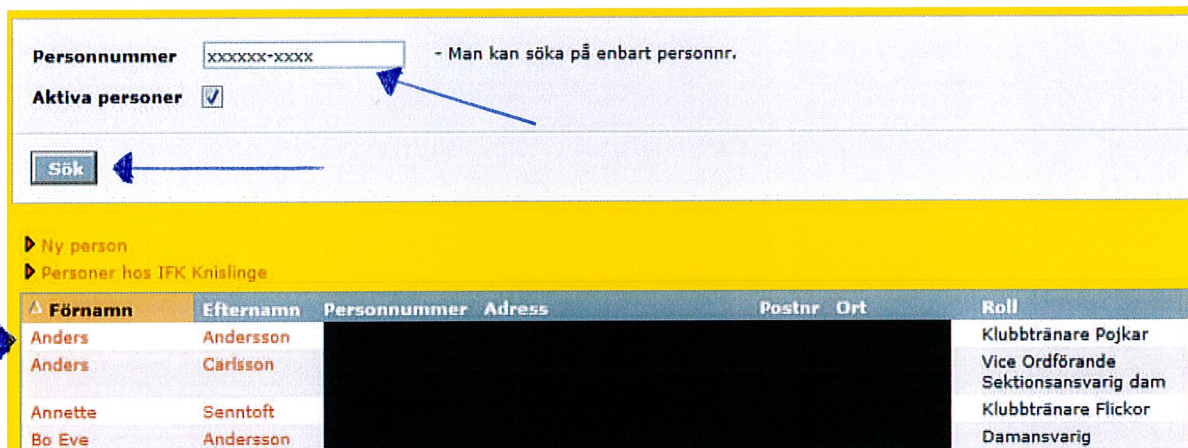 Personnummer xxxxxx-xxxx - Man kan söka på enbart personnr.
Aktiva personer
Sök
Ny person
Personer hos IFK Knislinge
Förnamn Efternamn Personnummer Adress Postnr Ort Roll
Anders Andersson Klubbtränare Pojkar
Anders Carlsson Vice Ordförande
Sektionsansvarig dam
Annette Senntoft Klubbtränare Flickor
Bo Eve Andersson Damansvarig